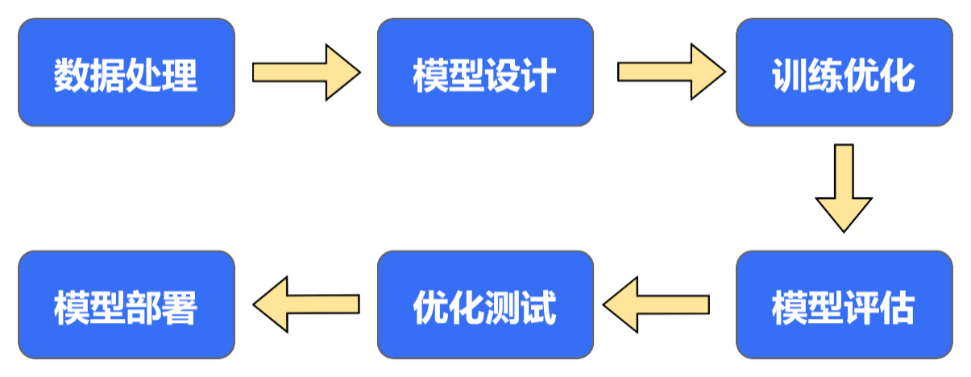 数据处理
模型设计
训练优化
模型评估
优化测试
模型部署